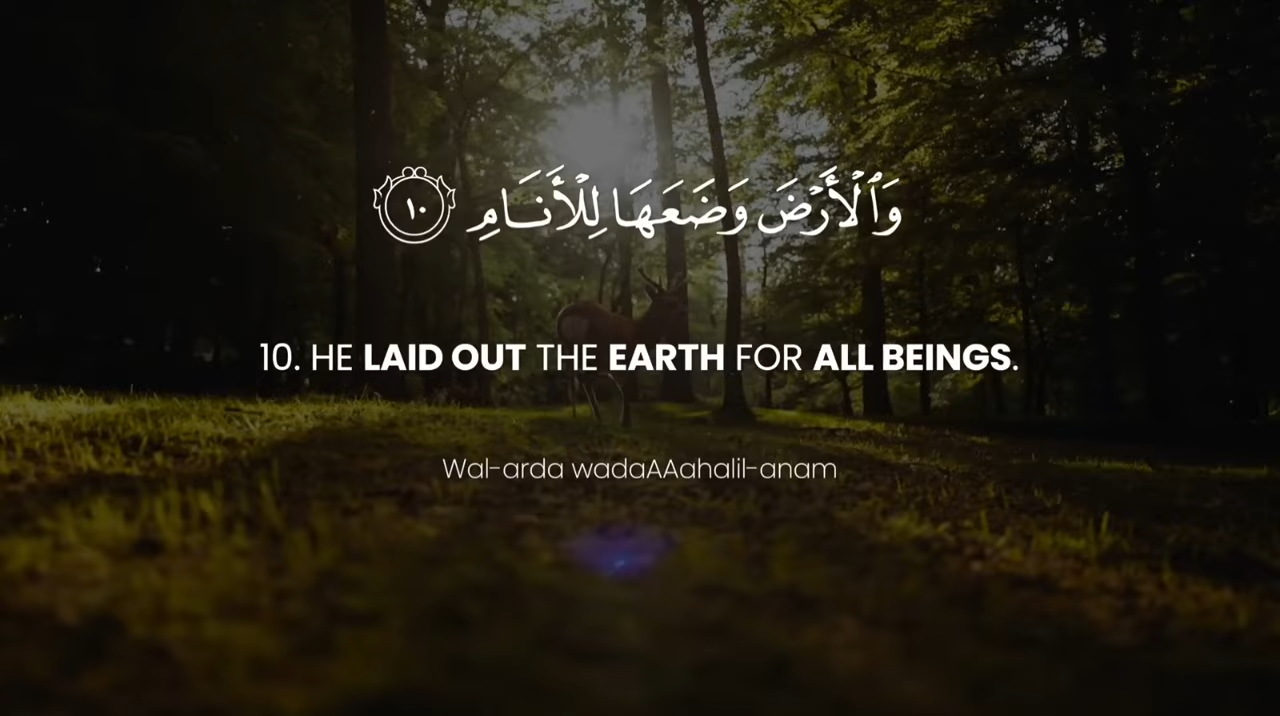 وَٱلْأَرْضَ وَضَعَهَا لِلْأَنَامِ ١٠
10. HE LAID OUT THE EARTH FOR ALL BEINGS.
Wal-arda wadaAAahalil-anam